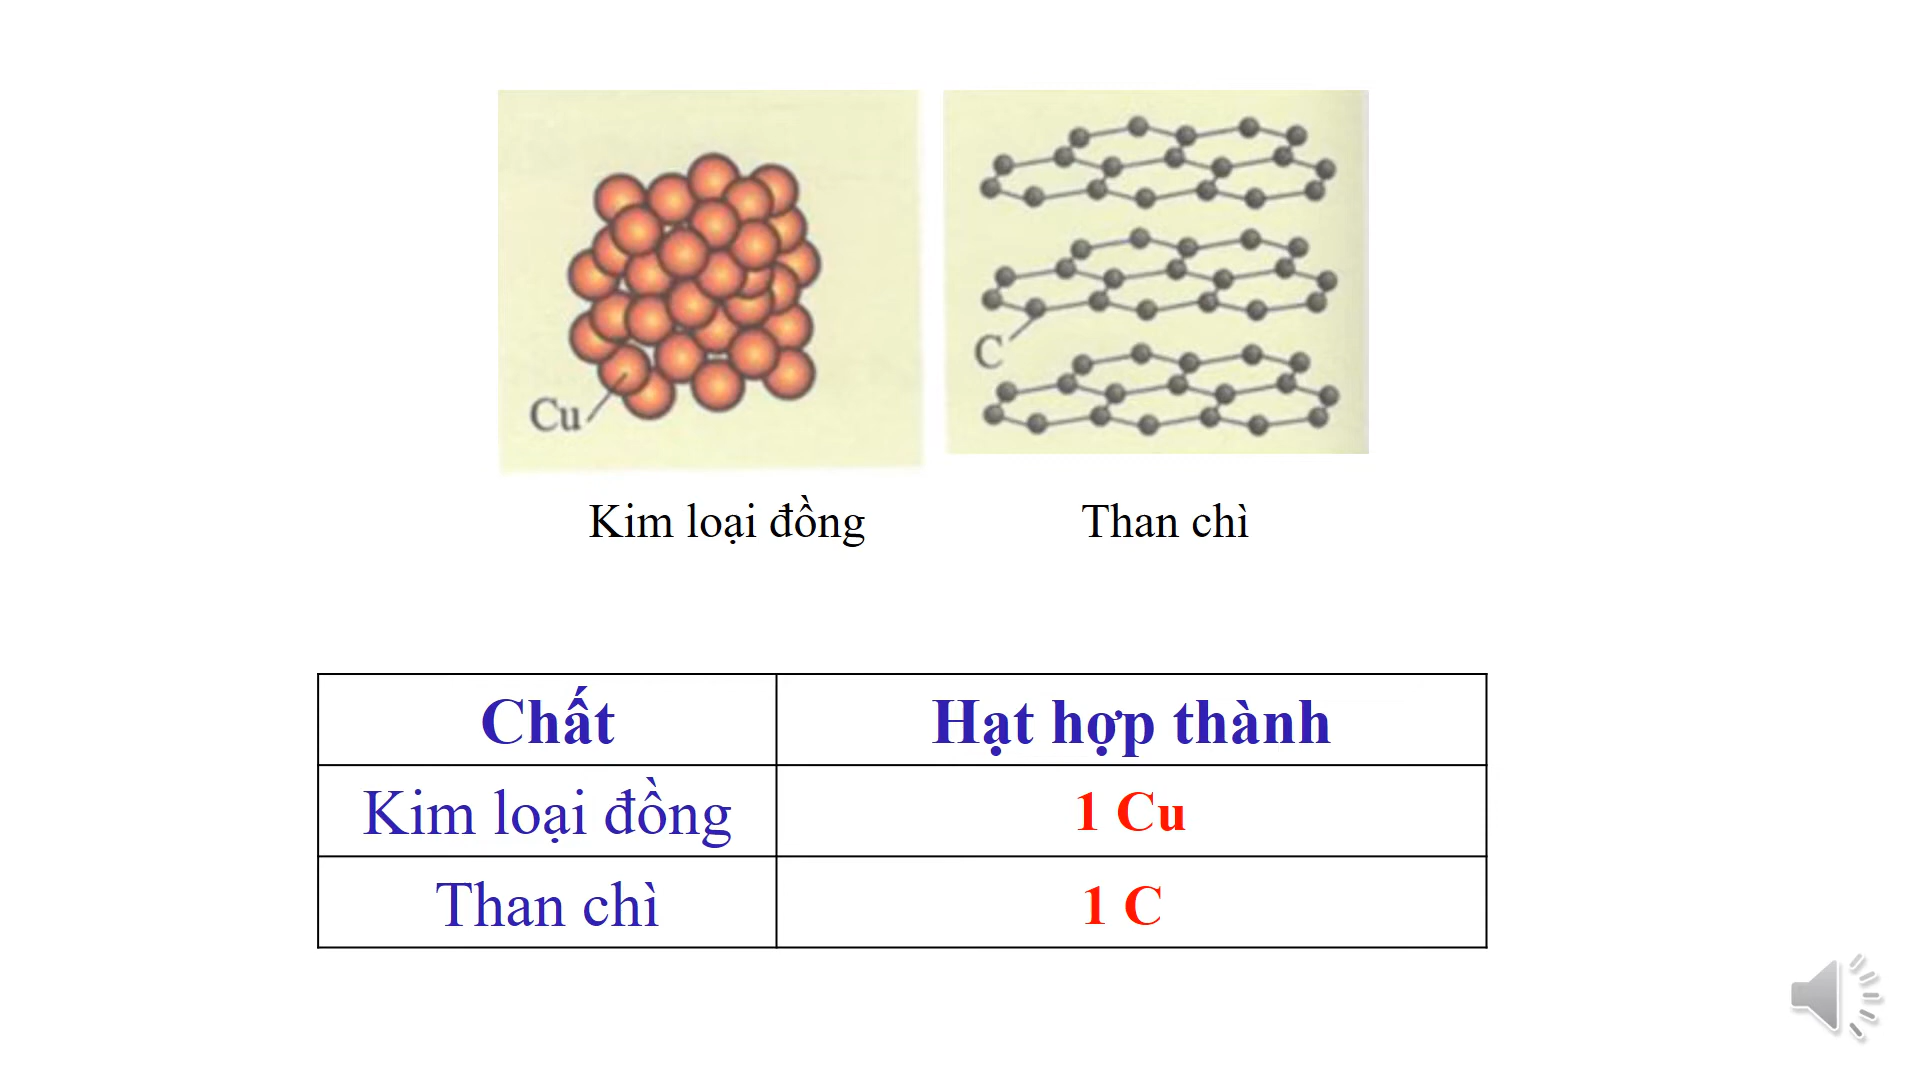 Cu
C
Kim loại đồng
Than chì
Chất
Hạt hợp thành
Kim loại đồng
1 Cu
Than chì
1 C